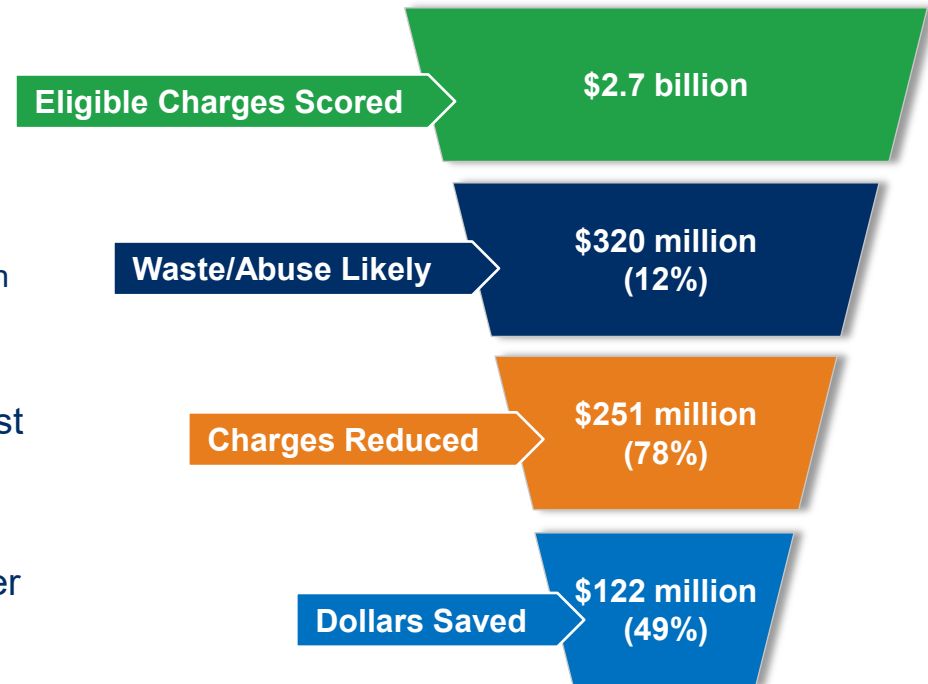 Eligible Charges Scored
$2.7 billion
Waste/Abuse Likely
$320 million
(12%)
Charges Reduced
$251 million
(78%)
Dollars Saved
$122 million
(49%)